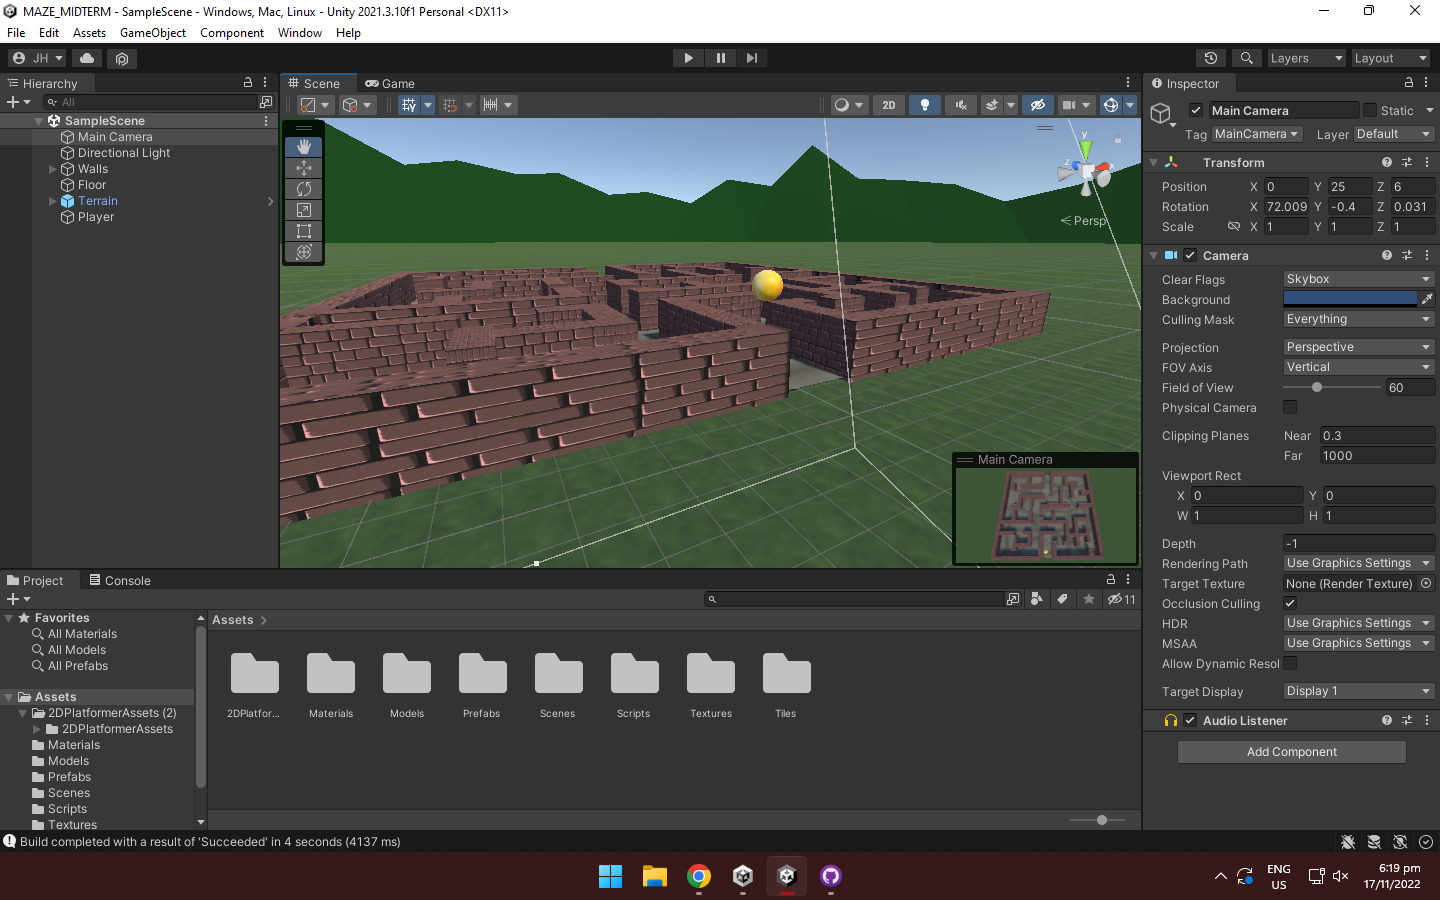 MAZE_MIDTERM - SampleScene - Windows, Mac, Linux - Unity 2021.3.10f1 Personal <DX11>
File Edit Assets GameObject Component Window Help
JH Layers Layout
Hierarchy
All
SampleScene
Main Camera
Directional Light
Walls
Floor
Terrain
Player
Scene Game
2D
y
z x
Persp
Main Camera
Inspector
Main Camera Static
Tag MainCamera Layer Default
Transform
Position X 0 Y 25 Z 6
Rotation X 72.009 Y -0.4 Z 0.031
Scale X 1 Y 1 Z 1
Camera
Clear Flags Skybox
Background
Culling Mask Everything
Projection Perspective
FOV Axis Vertical
Field of View 60
Physical Camera
Clipping Planes Near 0.3
Far 1000
Viewport Rect
X 0 Y 0
W 1 H 1
Depth -1
Rendering Path Use Graphics Settings
Target Texture None (Render Texture)
Occlusion Culling
HDR Use Graphics Settings
MSAA Use Graphics Settings
Allow Dynamic Resol
Target Display Display 1
Audio Listener
Add Component
Project Console
11
Favorites
All Materials
All Models
All Prefabs
Assets
2DPlatformerAssets (2)
2DPlatformerAssets
Materials
Models
Prefabs
Scenes
Scripts
Textures
Assets
2DPlatfor... Materials Models Prefabs Scenes Scripts Textures Tiles
Build completed with a result of 'Succeeded' in 4 seconds (4137 ms)
ENG
US
6:19 pm
17/11/2022